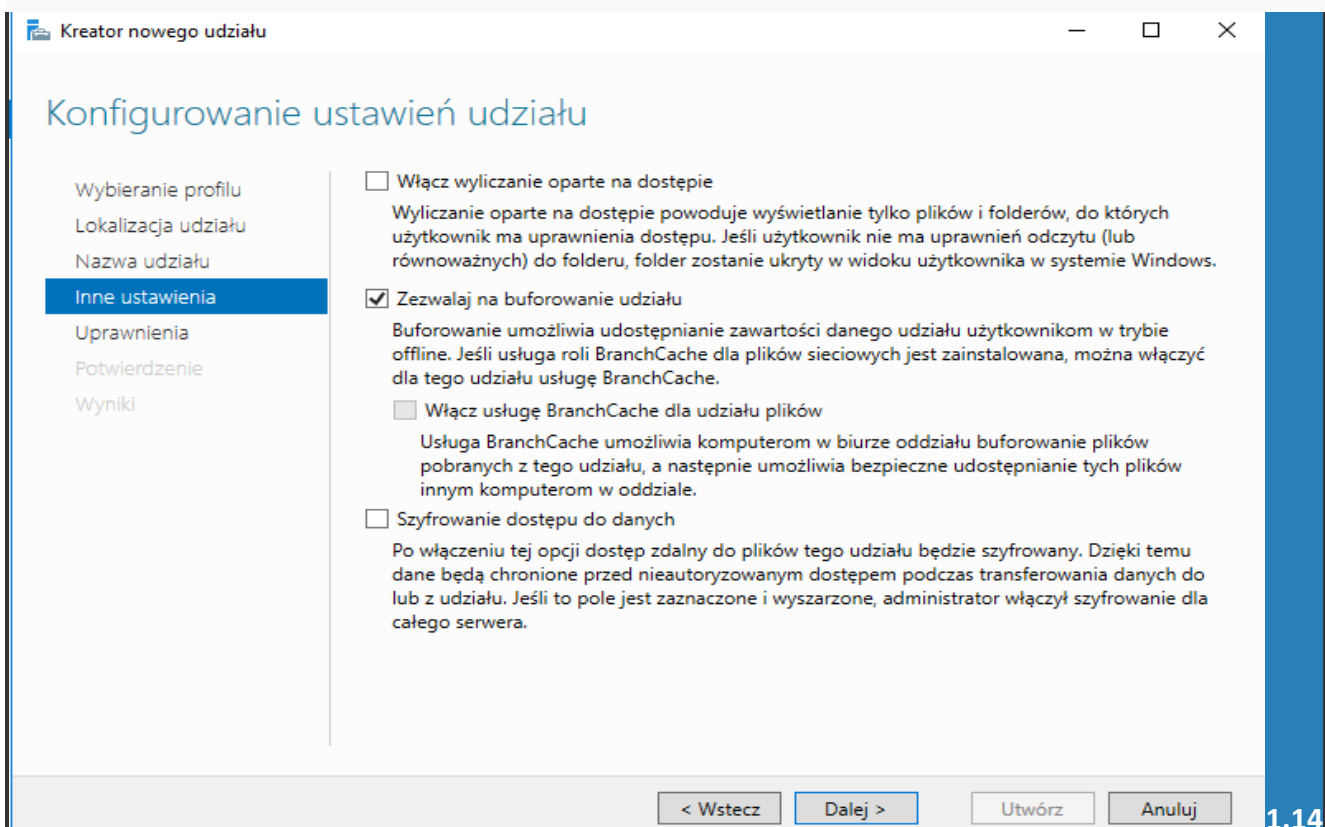 Kreator nowego udziału
Konfigurowanie ustawień udziału
Wybieranie profilu
Lokalizacja udziału
Nazwa udziału
Inne ustawienia
Uprawnienia
Potwierdzenie
Wyniki
Włącz wyliczanie oparte na dostępie
Wyliczanie oparte na dostępie powoduje wyświetlanie tylko plików i folderów, do których
użytkownik ma uprawnienia dostępu. Jeśli użytkownik nie ma uprawnień odczytu (lub
równoważnych) do folderu, folder zostanie ukryty w widoku użytkownika w systemie Windows.
Zezwalaj na buforowanie udziału
Buforowanie umożliwia udostępnianie zawartości danego udziału użytkownikom w trybie
offline. Jeśli usługa roli BranchCache dla plików sieciowych jest zainstalowana, można włączyć
dla tego udziału usługę BranchCache.
Włącz usługę BranchCache dla udziału plików
Usługa BranchCache umożliwia komputerom w biurze oddziału buforowanie plików
pobranych z tego udziału, a następnie umożliwia bezpieczne udostępnianie tych plików
innym komputerom w oddziale.
Szyfrowanie dostępu do danych
Po włączeniu tej opcji dostęp zdalny do plików tego udziału będzie szyfrowany. Dzięki temu
dane będą chronione przed nieautoryzowanym dostępem podczas transferowania danych do
lub z udziału. Jeśli to pole jest zaznaczone i wyszarzone, administrator włączył szyfrowanie dla
całego serwera.
< Wstecz
Dalej >
Utwórz
Anuluj
1.14